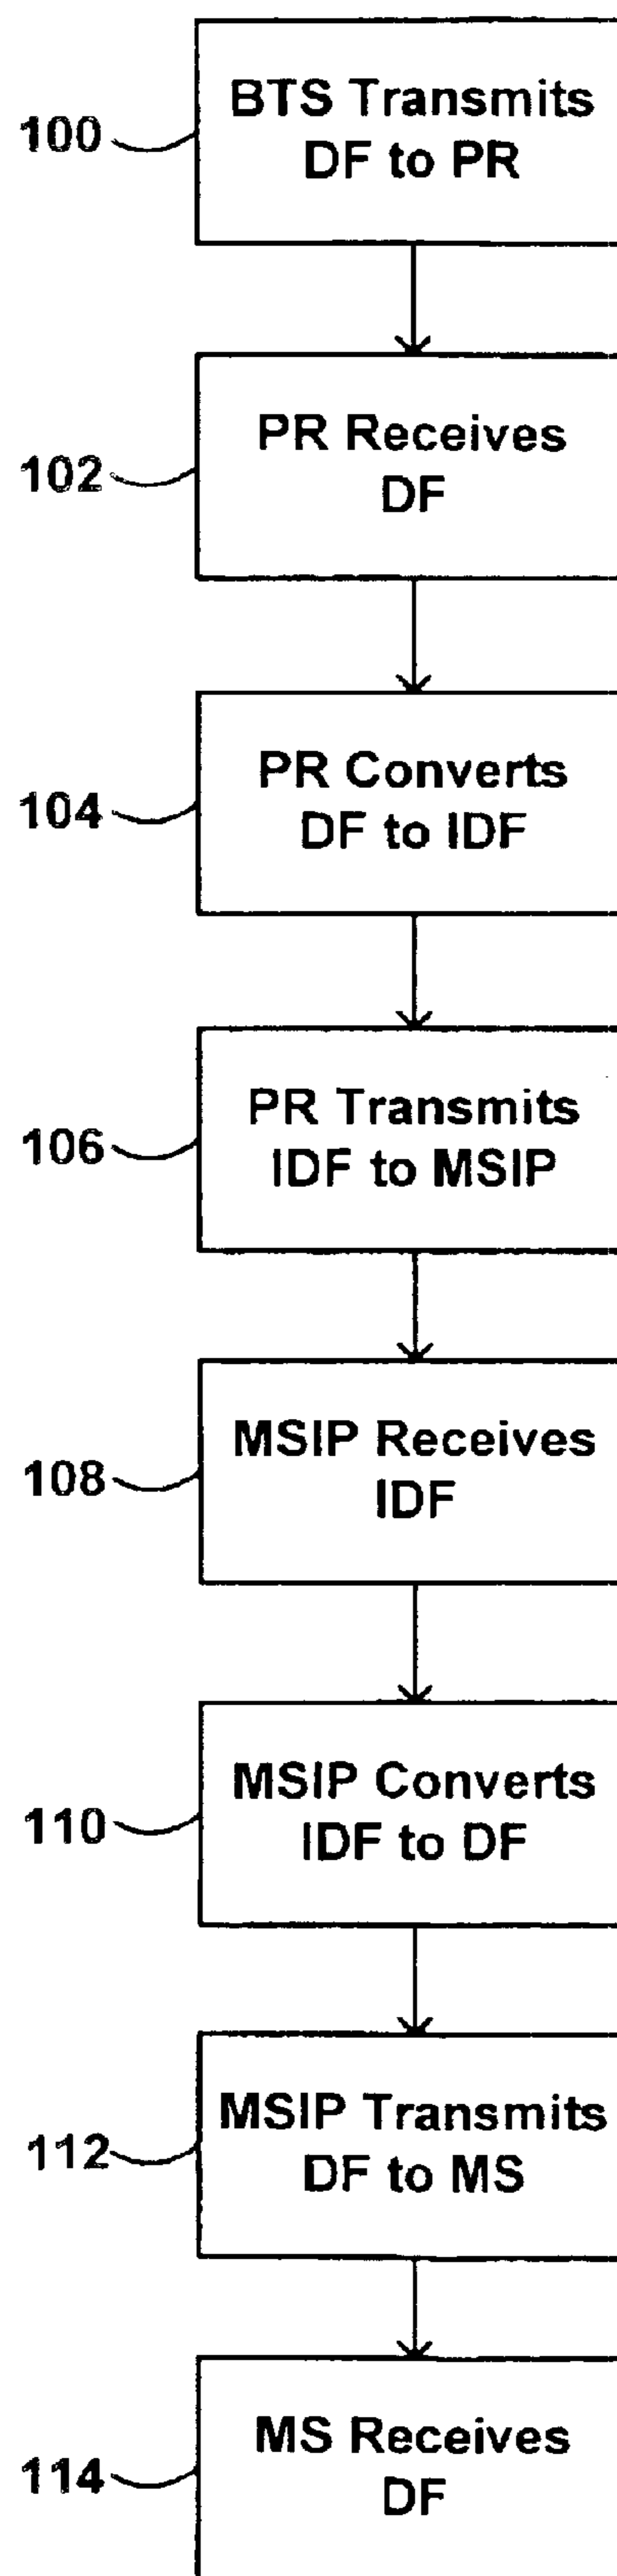 100
BTS Transmits
DF to PR
102
PR Receives
DF
104
PR Converts
DF to IDF
106
PR Transmits
IDF to MSIP
108
MSIP Receives
IDF
110
MSIP Converts
IDF to DF
112
MSIP Transmits
DF to MS
114
MS Receives
DF